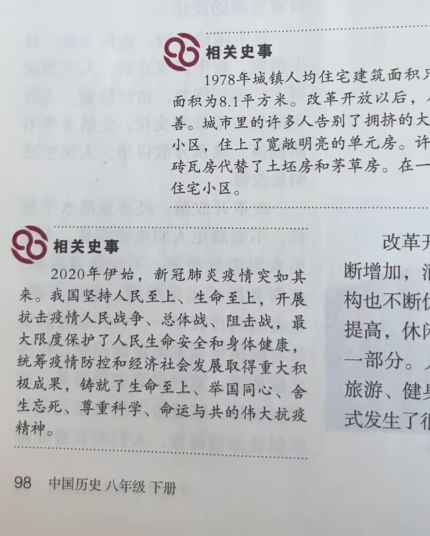 相关史事
1978年城镇人均住宅建筑面积只
面积为8.1平方米。改革开放以后，
善。城市里的许多人告别了拥挤的大
小区，住上了宽敞明亮的单元房。许
砖瓦房代替了土坯房和茅草房。在一
住宅小区。
相关史事
2020年伊始，新冠肺炎疫情突如其
来。我国坚持人民至上、生命至上，开展
抗击疫情人民战争、总体战、阻击战，最
大限度保护了人民生命安全和身体健康，
统筹疫情防控和经济社会发展取得重大积
极成果，铸就了生命至上、举国同心、舍
生忘死、尊重科学、命运与共的伟大抗疫
精神。
改革开
断增加，
构也不断优
提高，休闲
一部分。
旅游、健身
式发生了很
98 中国历史 八年级 下册